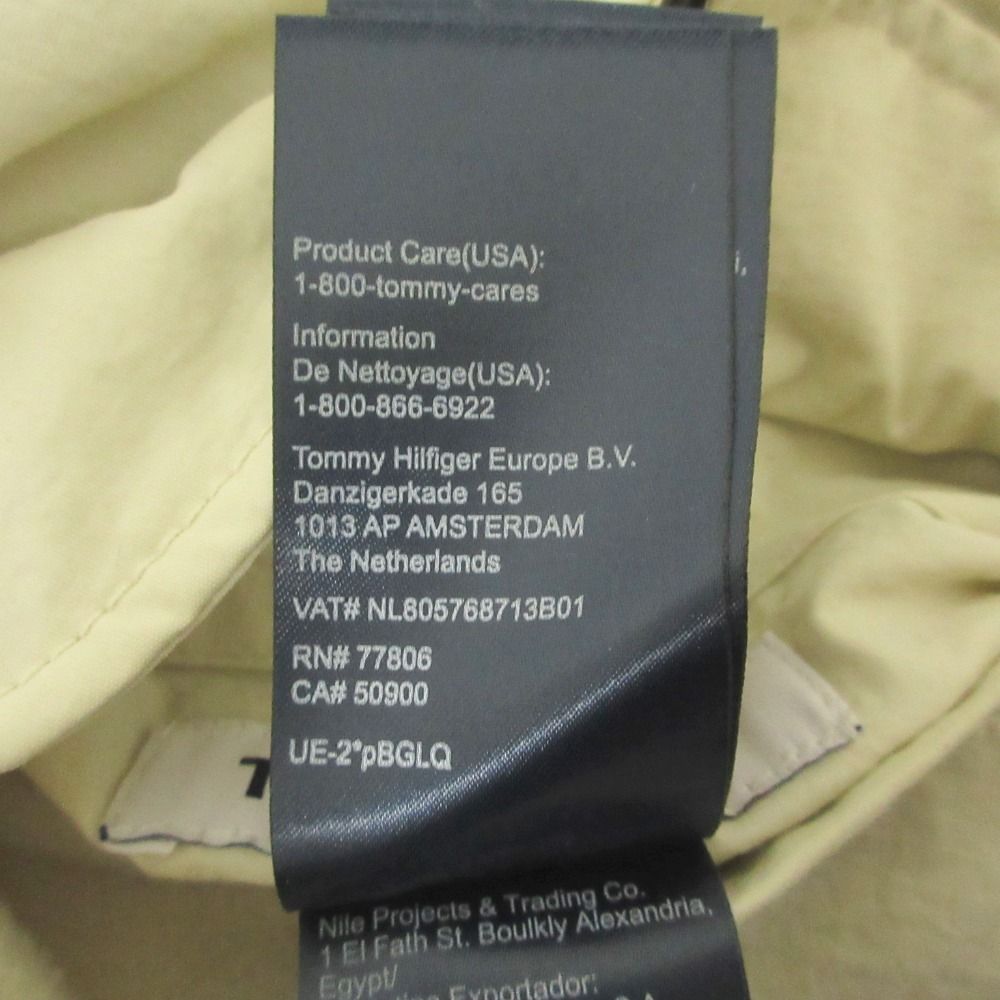 Product Care(USA):
1-800-tommy-cares
Information
De Nettoyage(USA):
1-800-866-6922
Tommy Hilfiger Europe B.V.
Danzigerkade 165
1013 AP AMSTERDAM
The Netherlands
VAT# NL805768713B01
RN# 77806
CA# 50900
UE-2*pBGLQ
Nile Projects & Trading Co.
1 El Fath St. Boulkly Alexandria,
Egypt/
Exportador: